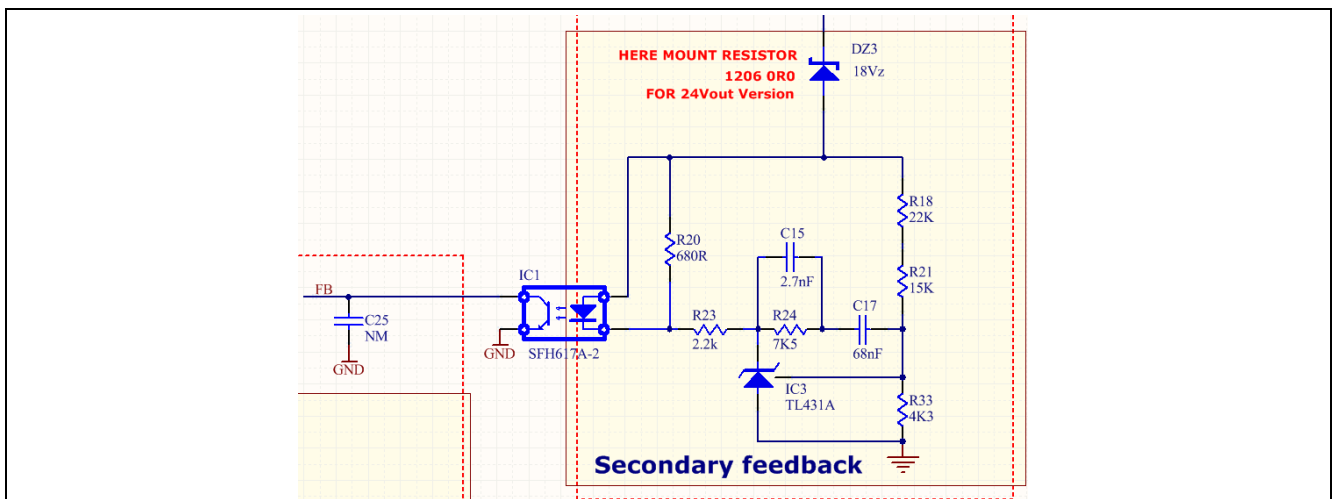 HERE MOUNT RESISTOR
1206 0R0
FOR 24Vout Version
DZ3
18Vz
R18
22K
C15
2.7nF
R20
680R
R21
15K
IC1
FB
C17
C25
NM
R23
2.2k
R24
7K5
68nF
GND
SFH617A-2
GND
IC3
TL431A
R33
4K3
Secondary feedback